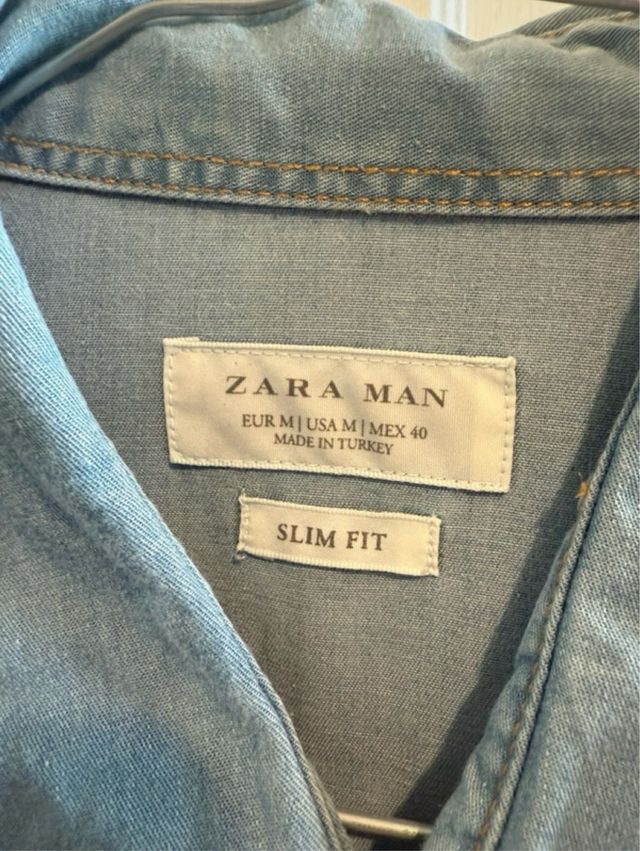 ZARA MAN
EUR M | USA M | MEX 40
MADE IN TURKEY
SLIM FIT